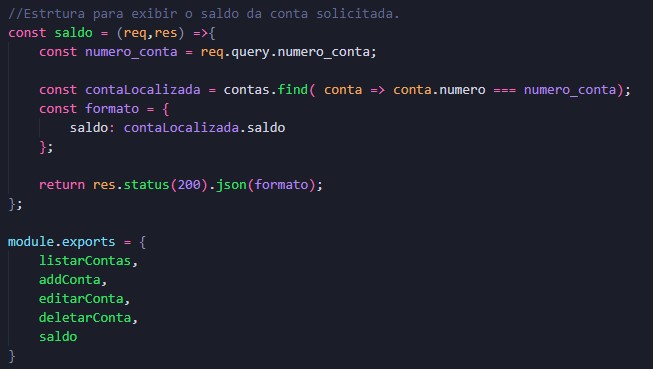 //Estrtura para exibir o saldo da conta solicitada.
const saldo = (req,res) =>{
    const numero_conta = req.query.numero_conta;

    const contaLocalizada = contas.find( conta => conta.numero === numero_conta);
    const formato = {
        saldo: contaLocalizada.saldo
    };

    return res.status(200).json(formato);
};

module.exports = {
    listarContas,
    addConta,
    editarConta,
    deletarConta,
    saldo
}